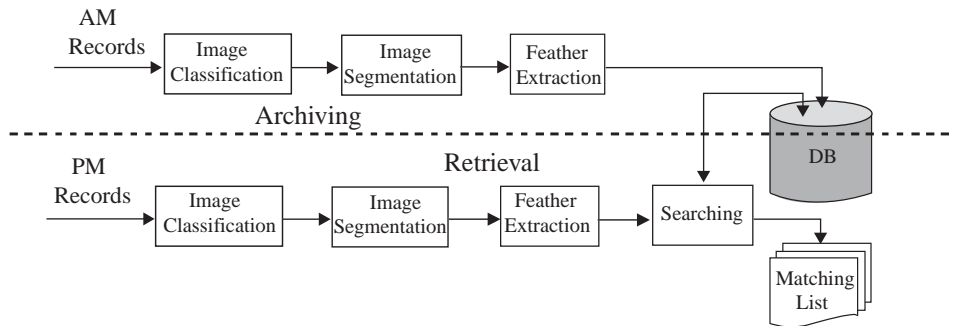 AM
Records
Image
Classification
Image
Segmentation
Feather
Extraction
Archiving
DB
Retrieval
PM
Records
Image
Classification
Image
Segmentation
Feather
Extraction
Searching
Matching
List